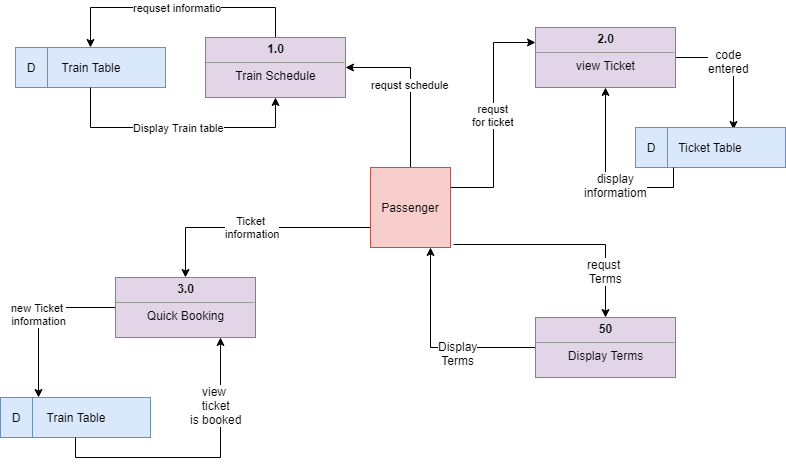 requset informatio
1.0
Train Schedule
D
Train Table
Display Train table
requst schedule
2.0
view Ticket
code
entered
requst
for ticket
D
Ticket Table
display
informatiom
Passenger
Ticket
information
3.0
Quick Booking
new Ticket
information
D
Train Table
view
ticket
is booked
requst
Terms
50
Display Terms
Display
Terms